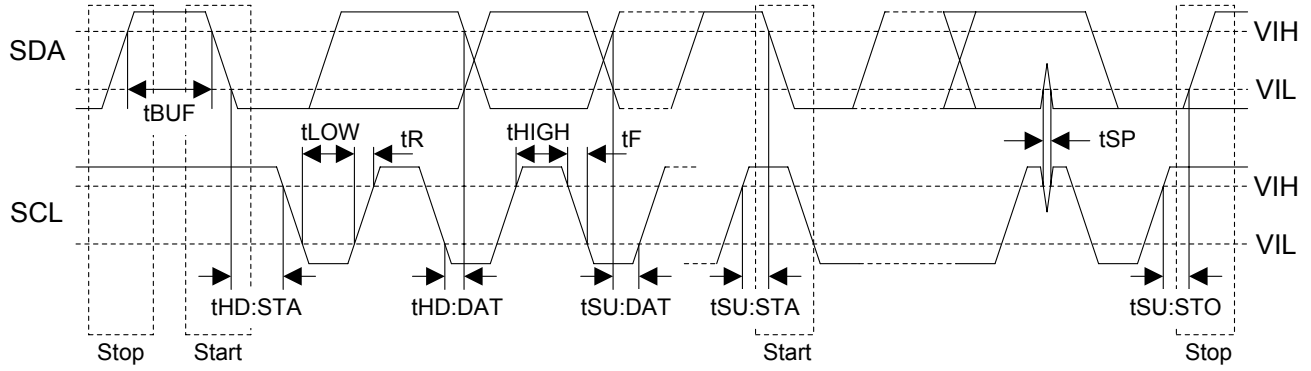 SDA
VIH
VIL
tBUF
tLOW
tR
tHIGH
tF
tSP
SCL
VIH
VIL
tHD:STA
tHD:DAT
tSU:DAT
tSU:STA
tSU:STO
Stop
Start
Start
Stop